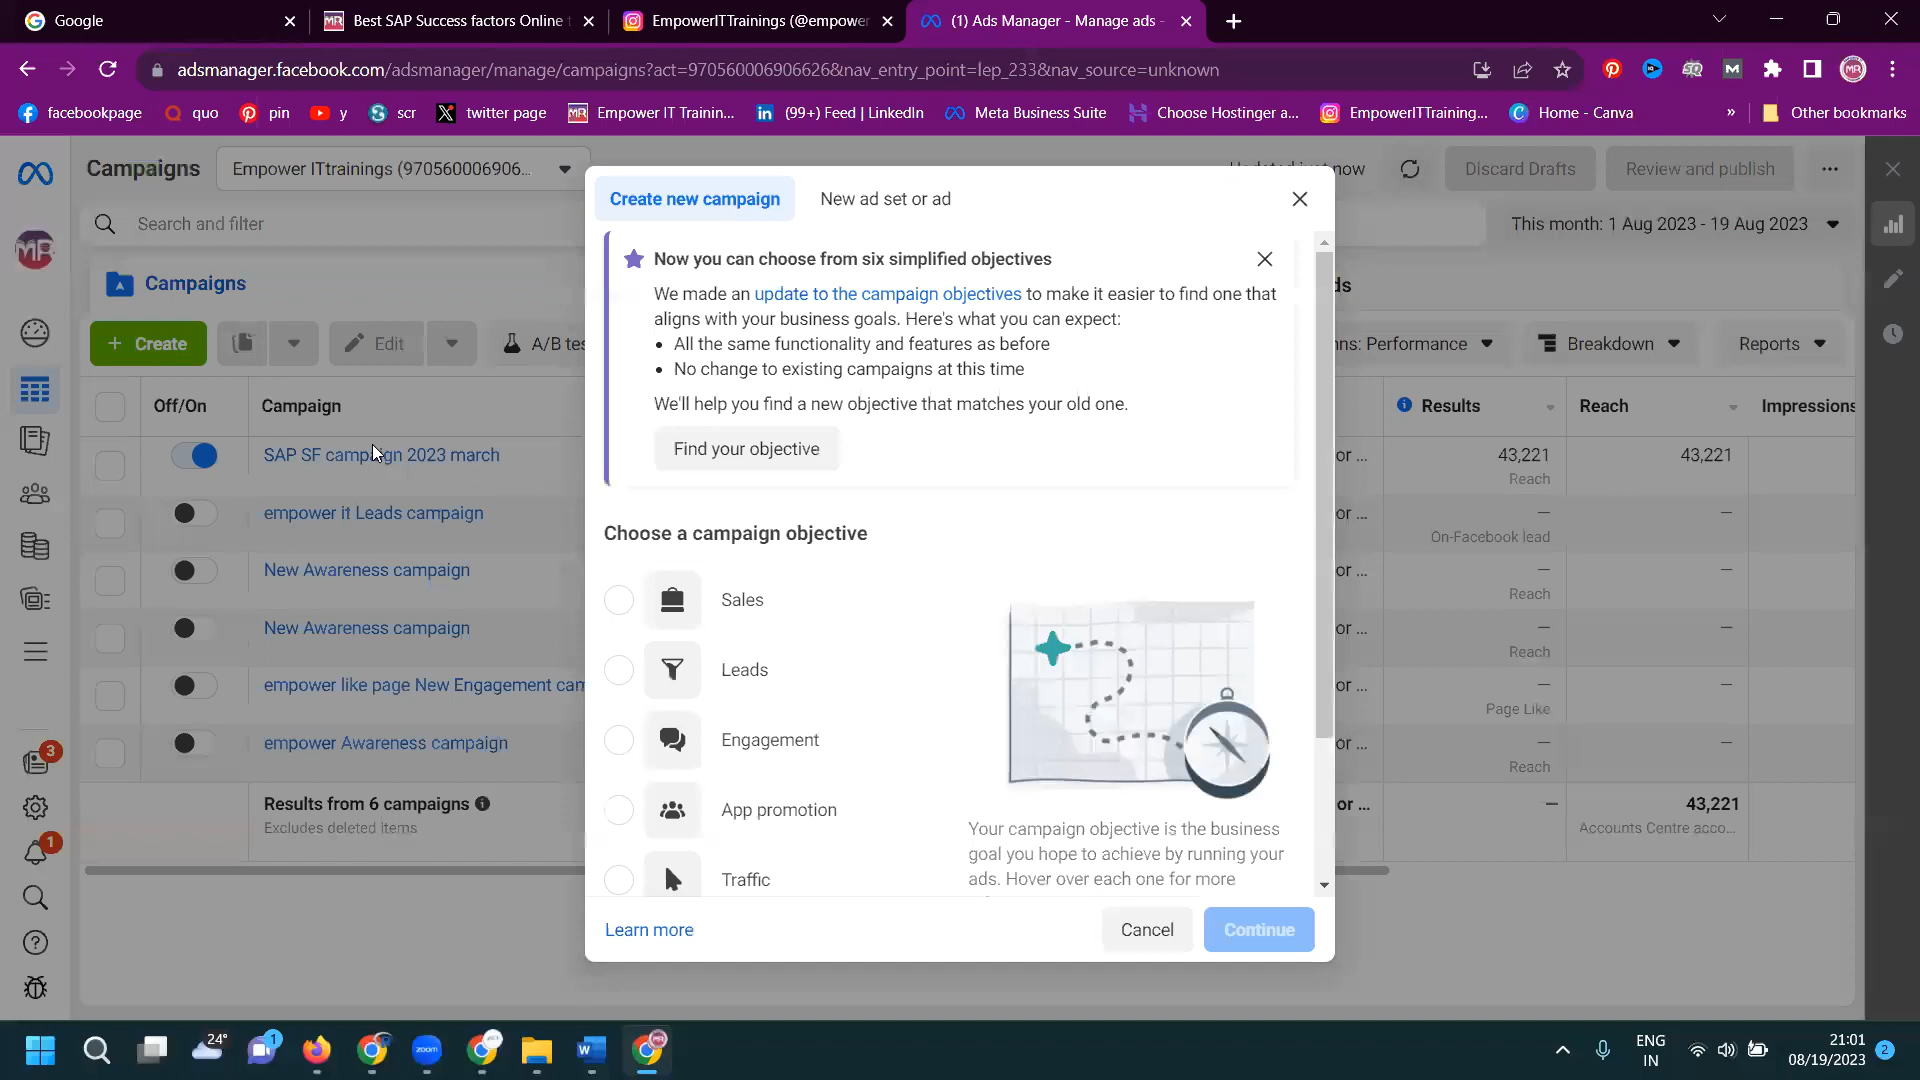 Google
Best SAP Success factors Online t
EmpowerITTrainings (@empower
(1) Ads Manager - Manage ads -
adsmanager.facebook.com/adsmanager/manage/campaigns?act=970560006906626&nav_entry_point=lep_233&nav_source=unknown
facebookpage
quo
pin
y
scr
twitter page
Empower IT Trainin...
(99+) Feed | LinkedIn
Meta Business Suite
Choose Hostinger a...
EmpowerITTraining...
Home - Canva
»
Other bookmarks
Campaigns
Empower ITtrainings (970560006906...
now
Discard Drafts
Review and publish
Search and filter
This month: 1 Aug 2023 - 19 Aug 2023
Campaigns
ds
+ Create
Edit
A/B tes
ns: Performance
Breakdown
Reports
Off/On
Campaign
Results
Reach
Impressions
SAP SF campaign 2023 march
or ...
43,221
Reach
43,221
empower it Leads campaign
or ...
—
On-Facebook lead
—
New Awareness campaign
or ...
—
Reach
—
New Awareness campaign
or ...
—
Reach
—
empower like page New Engagement cam
or ...
—
Page Like
—
empower Awareness campaign
or ...
—
Reach
—
Results from 6 campaigns
Excludes deleted items
or ...
—
43,221
Accounts Centre acco...
Create new campaign
New ad set or ad
Now you can choose from six simplified objectives
We made an update to the campaign objectives to make it easier to find one that
aligns with your business goals. Here's what you can expect:
• All the same functionality and features as before
• No change to existing campaigns at this time
We'll help you find a new objective that matches your old one.
Find your objective
Choose a campaign objective
Sales
Leads
Engagement
App promotion
Traffic
Your campaign objective is the business
goal you hope to achieve by running your
ads. Hover over each one for more
Learn more
Cancel
Continue
3
1
24°
1
zoom
ENG
IN
21:01
08/19/2023
2